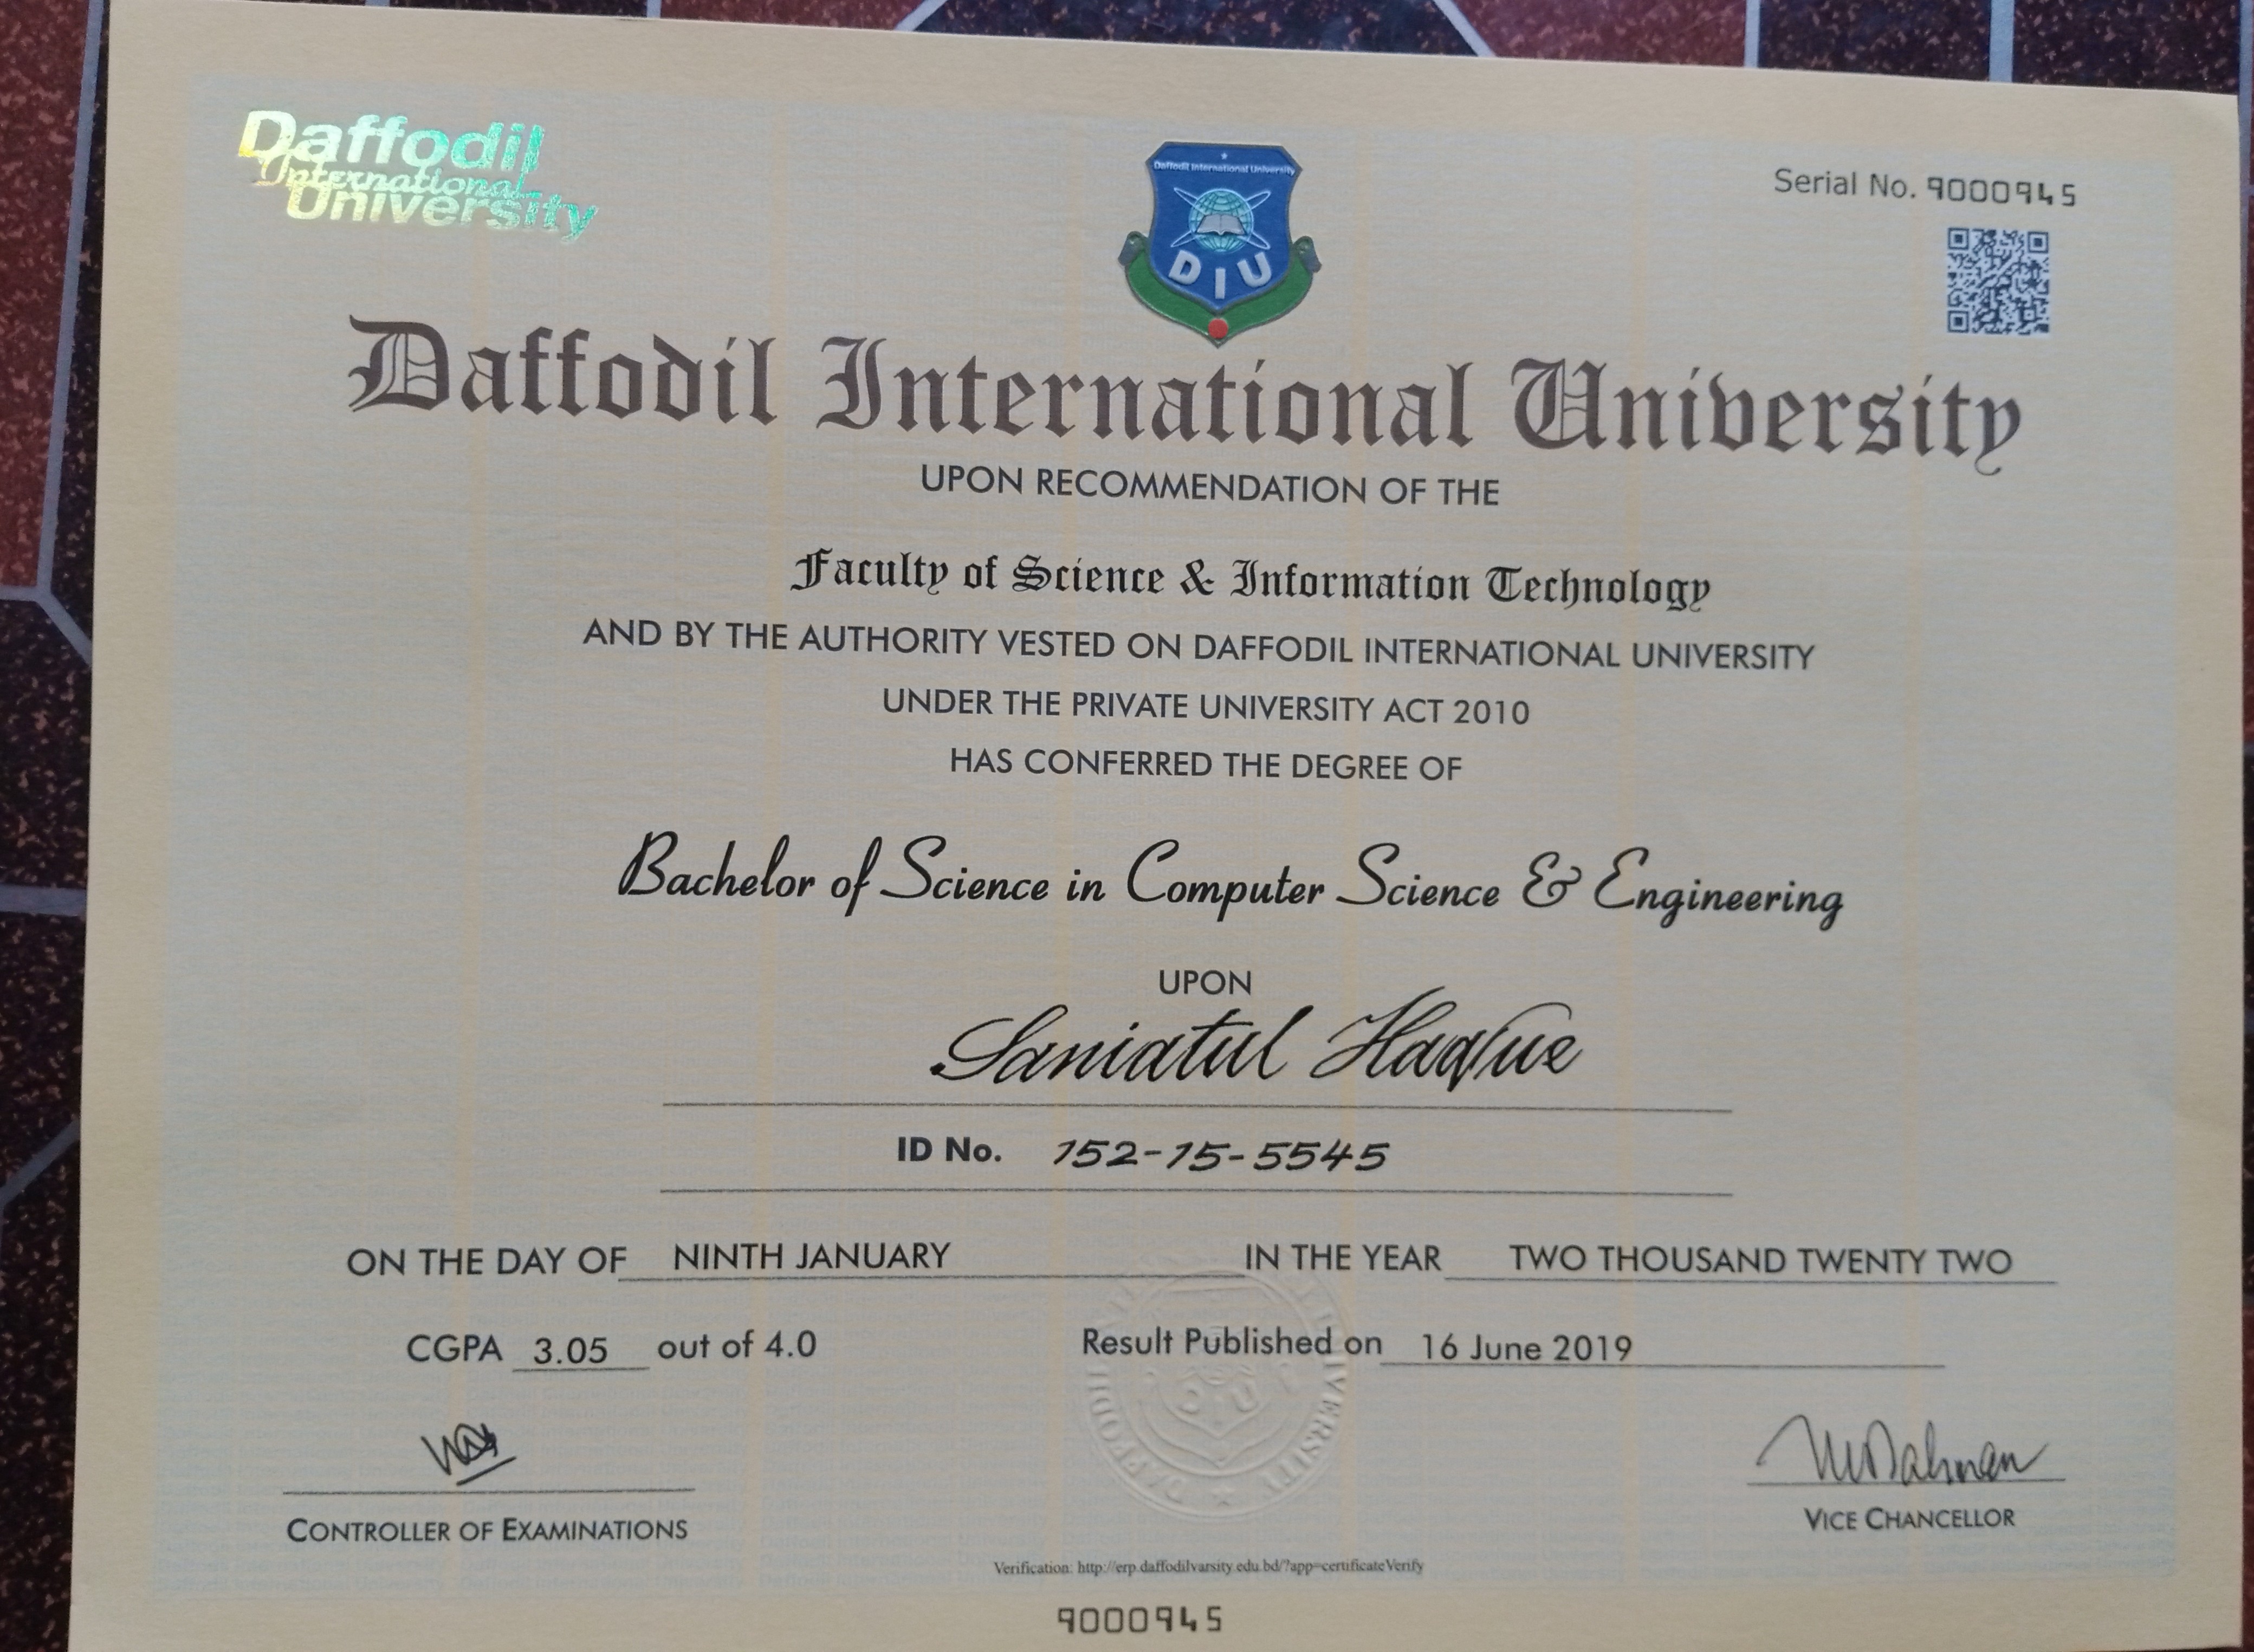 Daffodil
International
University
Daffodil International University
DIU
Serial No. 9000945
Daffodil International University
UPON RECOMMENDATION OF THE
Faculty of Science & Information Technology
AND BY THE AUTHORITY VESTED ON DAFFODIL INTERNATIONAL UNIVERSITY
UNDER THE PRIVATE UNIVERSITY ACT 2010
HAS CONFERRED THE DEGREE OF
Bachelor of Science in Computer Science & Engineering
UPON
Saniatul Haque
ID No. 152-15-5545
ON THE DAY OF NINTH JANUARY IN THE YEAR TWO THOUSAND TWENTY TWO
CGPA 3.05 out of 4.0 Result Published on 16 June 2019
CONTROLLER OF EXAMINATIONS
VICE CHANCELLOR
Verification: http://erp.daffodilvarsity.edu.bd/?app=certificateVerify
9000945